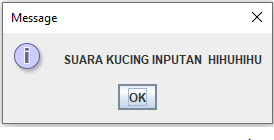 Message
SUARA KUCING INPUTAN  HIHUHIHU
OK